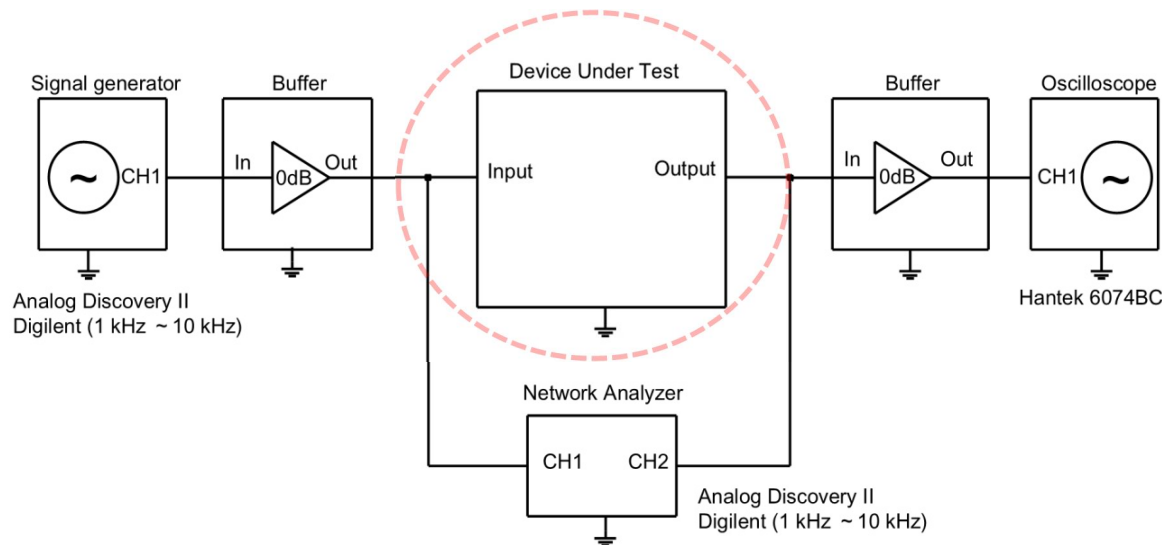 Device Under Test
Signal generator
Buffer
Buffer
Oscilloscope
CH1
~
In
0dB
Out
Input
Output
In
0dB
Out
CH1
~
Analog Discovery II
Digilent (1 kHz ~ 10 kHz)
Hantek 6074BC
Network Analyzer
CH1
CH2
Analog Discovery II
Digilent (1 kHz ~ 10 kHz)